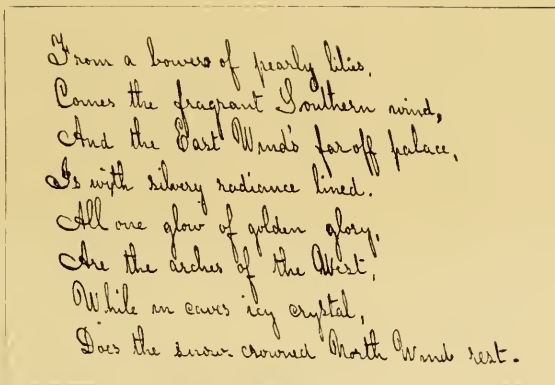 From a bower of pearly lilies,
Comes the fragrant Southern wind,
And the East Wind's far off palace,
Is with silvery radiance lined.
All one glow of golden glory,
Are the arches of the West,
While in caves icy crystal,
Does the snow-crowned North Wind rest.